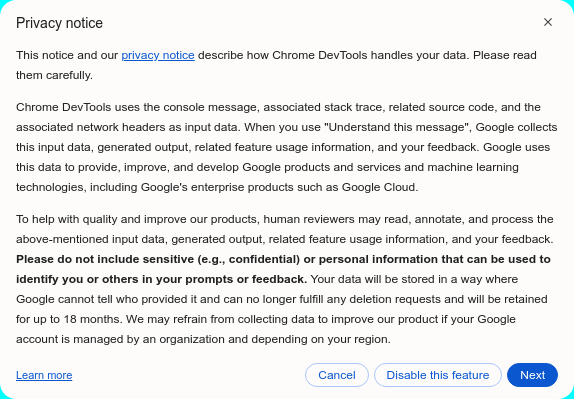 Privacy notice
This notice and our privacy notice describe how Chrome DevTools handles your data. Please read
them carefully.
Chrome DevTools uses the console message, associated stack trace, related source code, and the
associated network headers as input data. When you use "Understand this message", Google collects
this input data, generated output, related feature usage information, and your feedback. Google uses
this data to provide, improve, and develop Google products and services and machine learning
technologies, including Google's enterprise products such as Google Cloud.
To help with quality and improve our products, human reviewers may read, annotate, and process the
above-mentioned input data, generated output, related feature usage information, and your feedback.
Please do not include sensitive (e.g., confidential) or personal information that can be used to
identify you or others in your prompts or feedback. Your data will be stored in a way where
Google cannot tell who provided it and can no longer fulfill any deletion requests and will be retained
for up to 18 months. We may refrain from collecting data to improve our product if your Google
account is managed by an organization and depending on your region.
Learn more Cancel Disable this feature Next